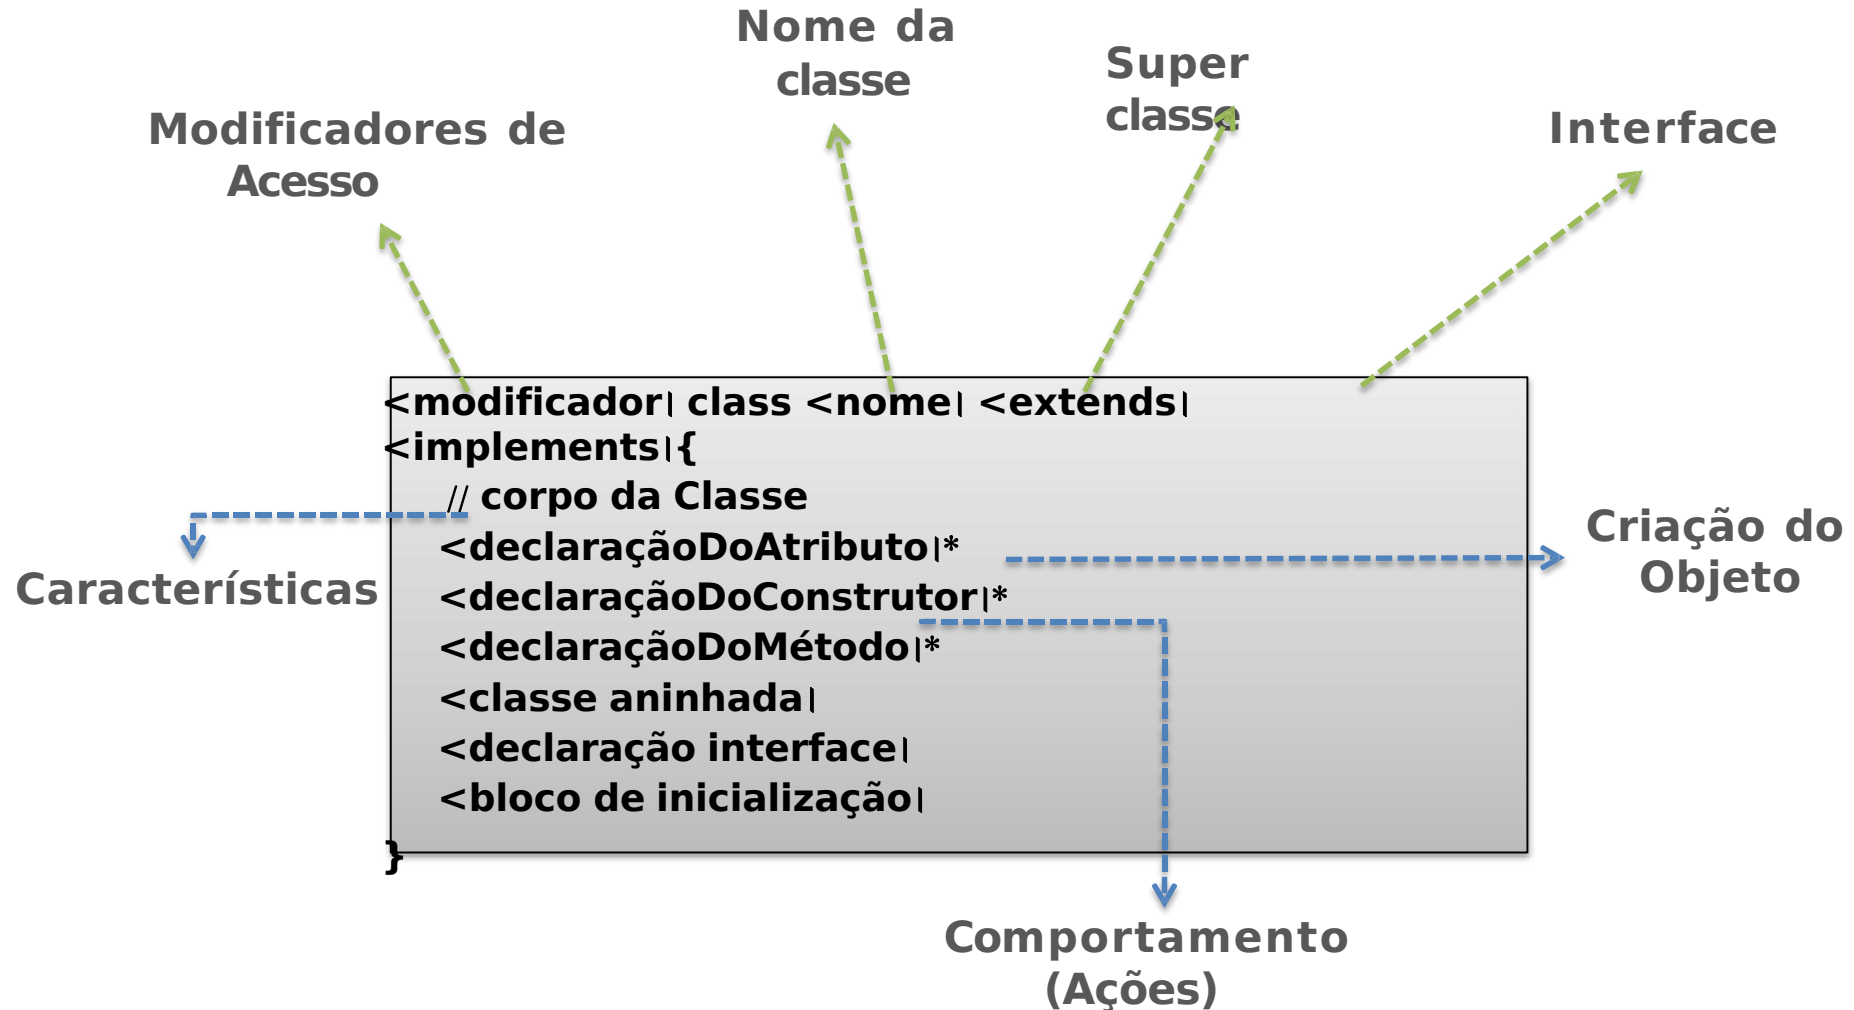 Nome da
classe
Super
classe
Modificadores de
Acesso
Interface
<modificador| class <nome| <extends|
<implements|{
// corpo da Classe
<declaraçãoDoAtributo|*
<declaraçãoDoConstrutor|*
<declaraçãoDoMétodo|*
<classe aninhada|
<declaração interface|
<bloco de inicialização|
}
Características
Criação do
Objeto
Comportamento
(Ações)